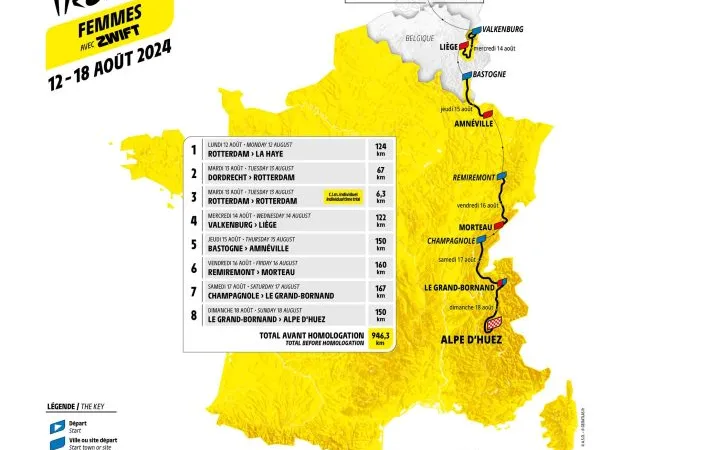 FEMMES
AVEC ZWIFT
12-18 AOÛT 2024
BELGIQUE
VALKENBURG
LIÈGE
mercredi 14 août
BASTOGNE
jeudi 15 août
AMNÉVILLE
REMIREMONT
vendredi 16 août
MORTEAU
CHAMPAGNOLE
samedi 17 août
LE GRAND-BORNAND
dimanche 18 août
ALPE D'HUEZ
1 LUNDI 12 AOÛT • MONDAY 12 AUGUST
ROTTERDAM > LA HAYE 124 km
2 MARDI 13 AOÛT • TUESDAY 13 AUGUST
DORDRECHT > ROTTERDAM 67 km
3 MARDI 13 AOÛT • TUESDAY 13 AUGUST
ROTTERDAM > ROTTERDAM 6,3 km
C.l.m. individuel
Individual time trial
4 MERCREDI 14 AOÛT • WEDNESDAY 14 AUGUST
VALKENBURG > LIÈGE 122 km
5 JEUDI 15 AOÛT • THURSDAY 15 AUGUST
BASTOGNE > AMNÉVILLE 150 km
6 VENDREDI 16 AOÛT • FRIDAY 16 AUGUST
REMIREMONT > MORTEAU 160 km
7 SAMEDI 17 AOÛT • SATURDAY 17 AUGUST
CHAMPAGNOLE > LE GRAND-BORNAND 167 km
8 DIMANCHE 18 AOÛT • SUNDAY 18 AUGUST
LE GRAND-BORNAND > ALPE D'HUEZ 150 km
TOTAL AVANT HOMOLOGATION 946,3 km
TOTAL BEFORE HOMOLOGATION
LÉGENDE / THE KEY
Départ
Start
Ville ou site départ
Start town or site